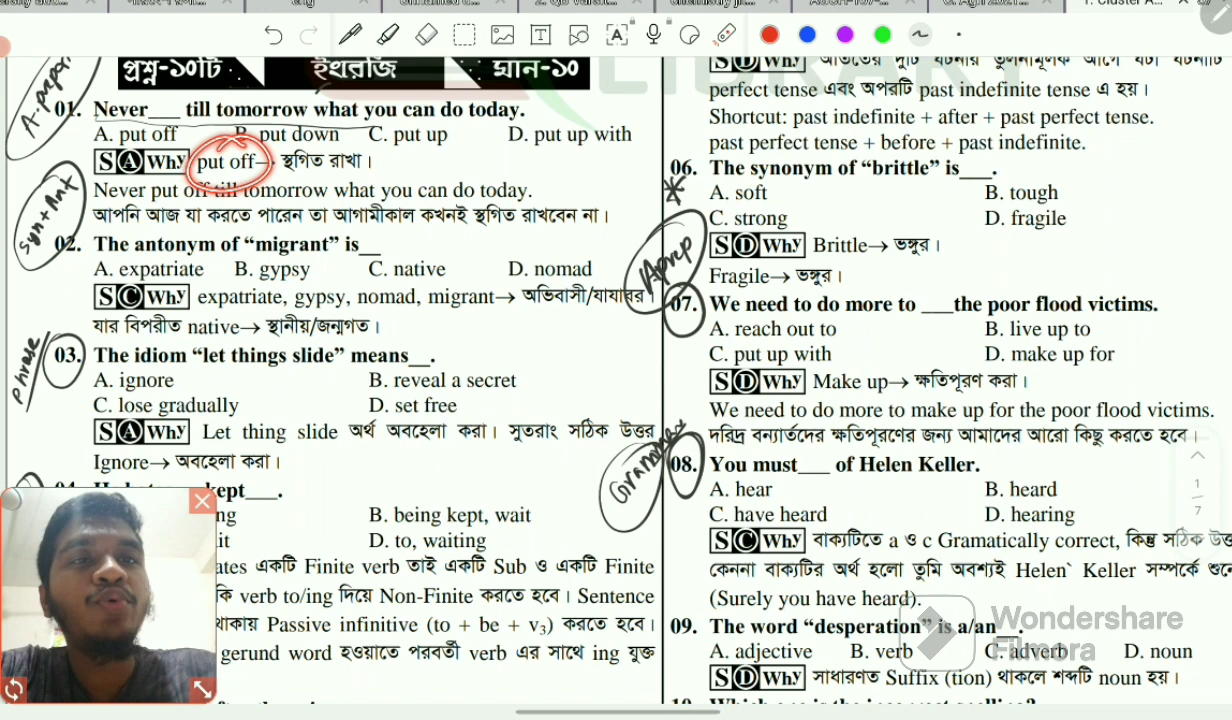 প্রশ্ন-১০টি
ইংরেজি
মান-১০
01. Never___ till tomorrow what you can do today.
A. put off B. put down C. put up D. put up with
S A Why put off→ স্থগিত রাখা।
Never put off till tomorrow what you can do today.
আপনি আজ যা করতে পারেন তা আগামীকাল কখনই স্থগিত রাখবেন না।
Syn+Ant
02. The antonym of “migrant” is__
A. expatriate B. gypsy C. native D. nomad
S C Why expatriate, gypsy, nomad, migrant→ অভিবাসী/যাযাবর।
যার বিপরীত native→ স্থানীয়/জন্মগত।
Phrase
03. The idiom “let things slide” means__.
A. ignore B. reveal a secret
C. lose gradually D. set free
S A Why Let thing slide অর্থ অবহেলা করা। সুতরাং সঠিক উত্তর
Ignore→ অবহেলা করা।
kept___.
ng B. being kept, wait
it D. to, waiting
ates একটি Finite verb তাই একটি Sub ও একটি Finite
কি verb to/ing দিয়ে Non-Finite করতে হবে। Sentence
থাকায় Passive infinitive (to + be + v3) করতে হবে।
gerund word হওয়াতে পরবর্তী verb এর সাথে ing যুক্ত
S D Why
perfect tense এবং অপরটি past indefinite tense এ হয়।
Shortcut: past indefinite + after + past perfect tense.
past perfect tense + before + past indefinite.
06. The synonym of “brittle” is___.
A. soft B. tough
C. strong D. fragile
S D Why Brittle→ ভঙ্গুর।
Fragile→ ভঙ্গুর।
07. We need to do more to ___the poor flood victims.
A. reach out to B. live up to
C. put up with D. make up for
S D Why Make up→ ক্ষতিপূরণ করা।
We need to do more to make up for the poor flood victims.
দরিদ্র বন্যার্তদের ক্ষতিপূরণের জন্য আমাদের আরো কিছু করতে হবে।
Grammar
08. You must___ of Helen Keller.
A. hear B. heard
C. have heard D. hearing
S C Why বাক্যটিতে a ও c Gramatically correct, কিন্তু সঠিক উত্ত
কেননা বাক্যটির অর্থ হলো তুমি অবশ্যই Helen` Keller সম্পর্কে শুনে
(Surely you have heard).
09. The word “desperation” is a/an__.
A. adjective B. verb C. adverb D. noun
S D Why সাধারণত Suffix (tion) থাকলে শব্দটি noun হয়।
1
7
Wondershare
Filmora